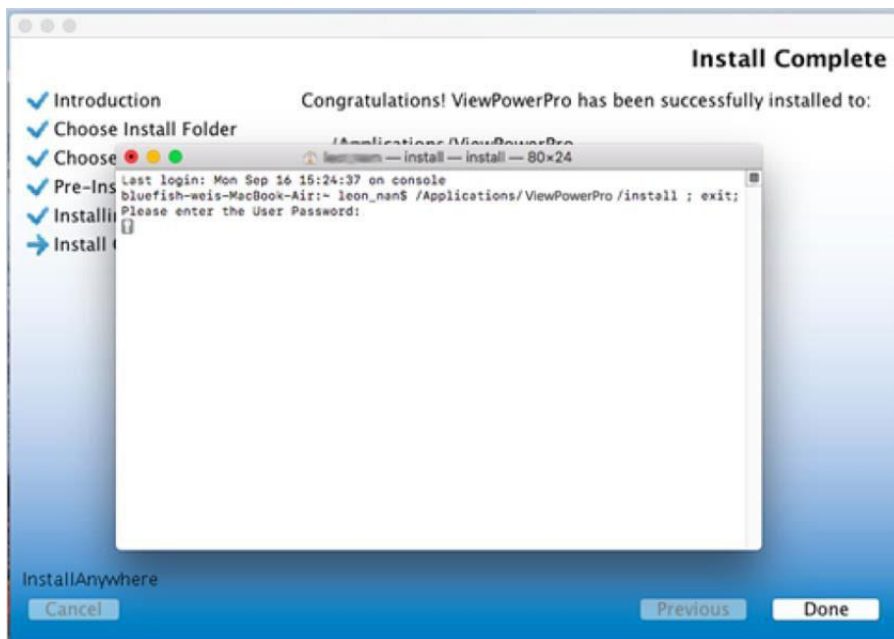 Install Complete
Introduction
Congratulations! ViewPowerPro has been successfully installed to:
Choose Install Folder
/Applications/ViewPowerPro
Choose
— install — install — 80×24
Pre-Ins
Last login: Mon Sep 16 15:24:37 on console
bluefish-weis-MacBook-Air:~ leon_nan$ /Applications/ViewPowerPro /install ; exit;
Installi
Please enter the User Password:
Install
InstallAnywhere
Cancel
Previous
Done